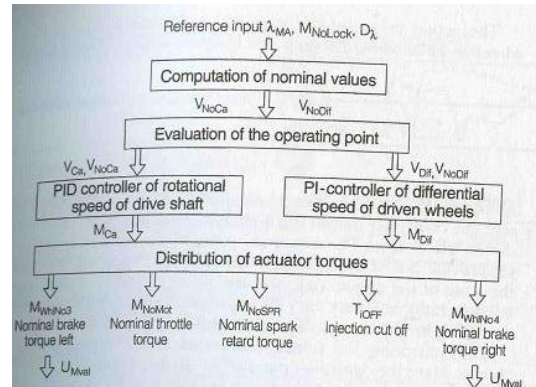 Reference input λMA, MNoLock, Dλ
Computation of nominal values
VNoCa VNoDif
Evaluation of the operating point
VCa, VNoCa VDif, VNoDif
PID controller of rotational
speed of drive shaft
PI-controller of differential
speed of driven wheels
MCa MDif
Distribution of actuator torques
MWhlNo3 MNoMot MNoSPR TiOFF MWhlNo4
Nominal brake
torque left
Nominal throttle
torque
Nominal spark
retard torque
Injection cut off
Nominal brake
torque right
UMval UMval